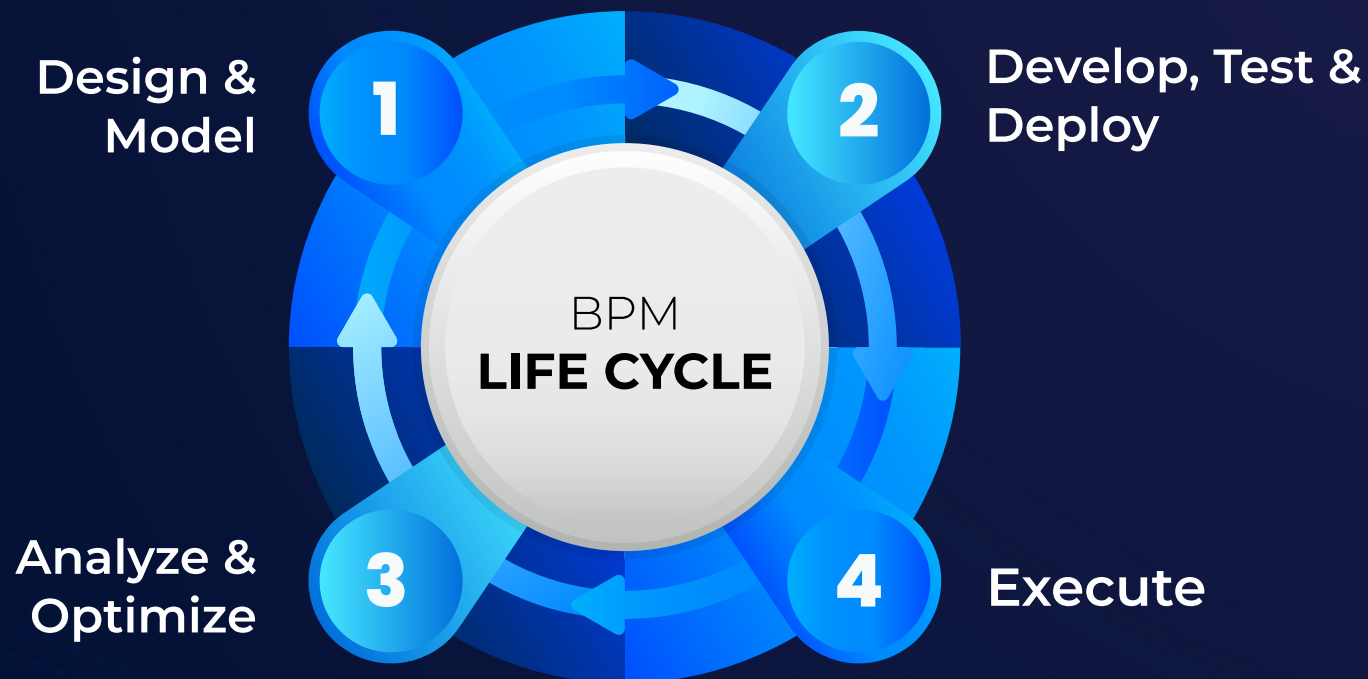 Design &
Model
1
2
Develop, Test &
Deploy
BPM
LIFE CYCLE
Analyze &
Optimize
3
4
Execute